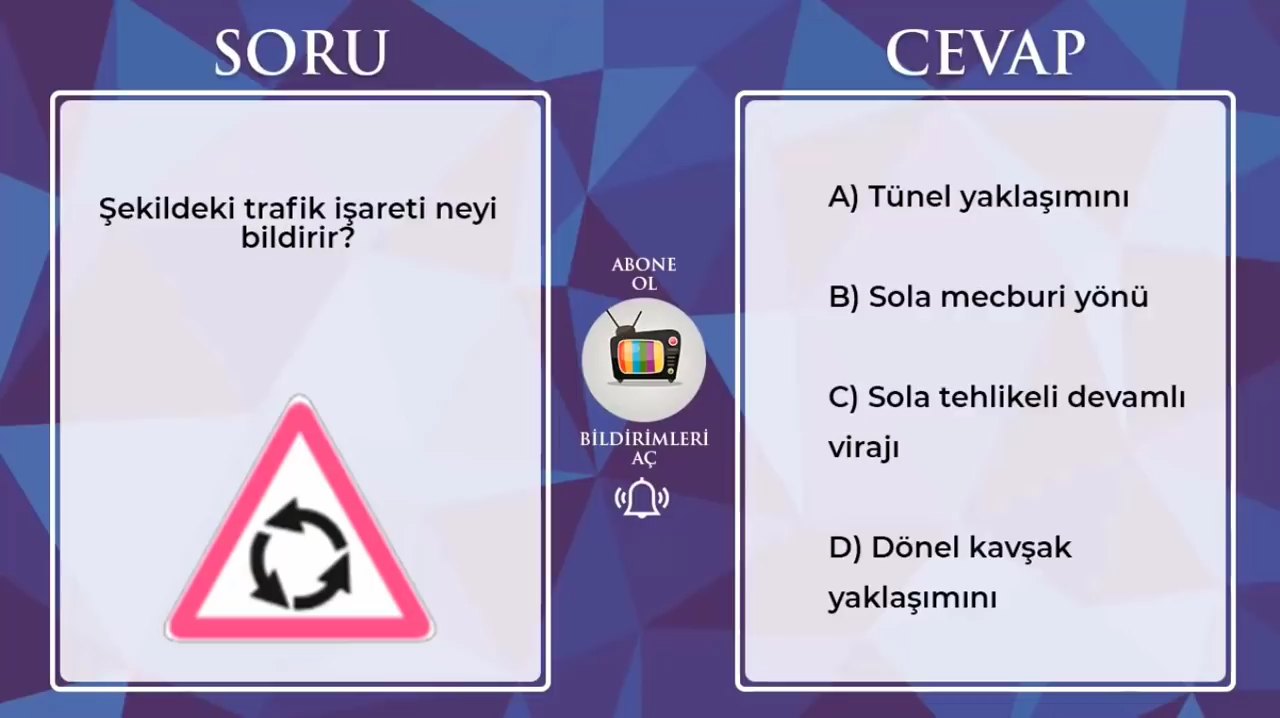 SORU
Şekildeki trafik işareti neyi
bildirir?
ABONE
OL
BİLDİRİMLERİ
AÇ
CEVAP
A) Tünel yaklaşımını
B) Sola mecburi yönü
C) Sola tehlikeli devamlı
virajı
D) Dönel kavşak
yaklaşımını